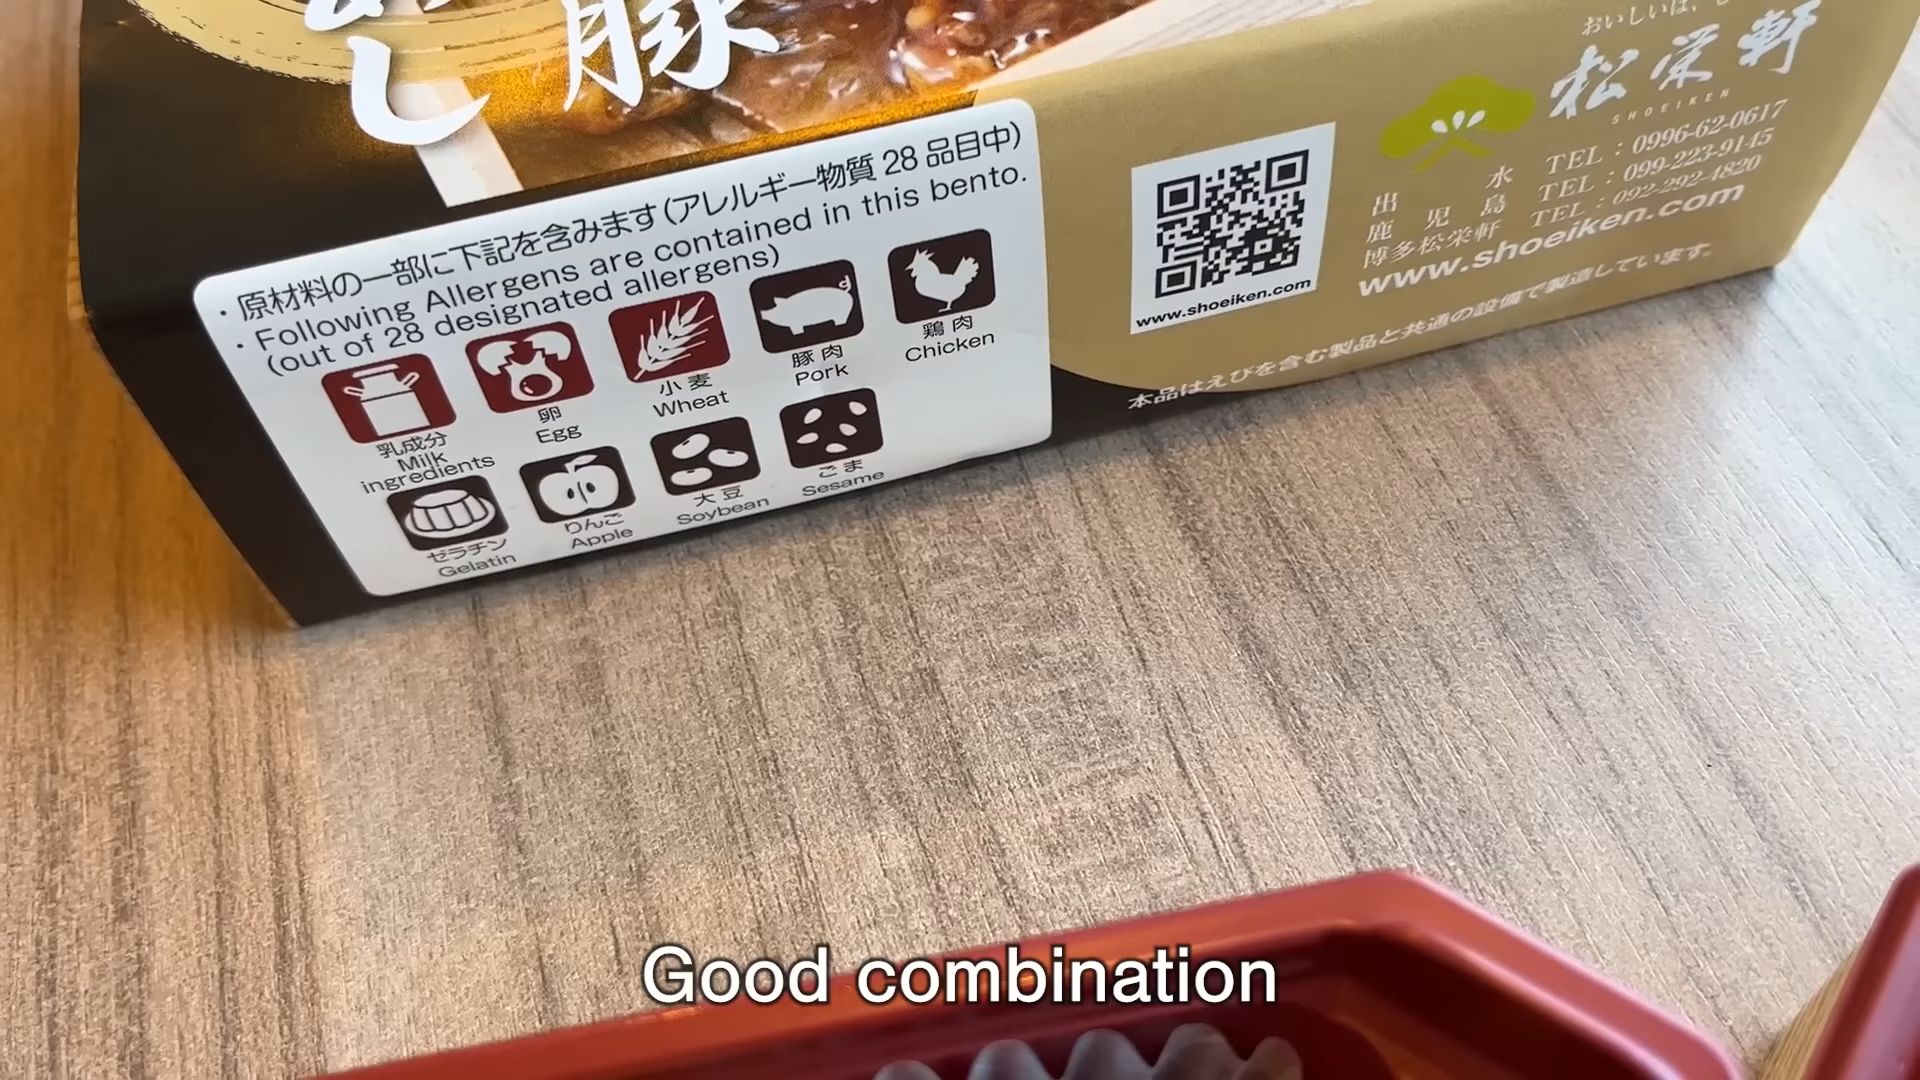 し
豚
・原材料の一部に下記を含みます(アレルギー物質 28 品目中)
・Following Allergens are contained in this bento.
(out of 28 designated allergens)
乳成分
Milk
ingredients
卵
Egg
小麦
Wheat
豚肉
Pork
鶏肉
Chicken
ゼラチン
Gelatin
りんご
Apple
大豆
Soybean
ごま
Sesame
www.shoeiken.com
おいしいは、
松栄軒
SHOEIKEN
出水 TEL:0996-62-0617
鹿児島 TEL:099-223-9145
博多松栄軒 TEL:092-292-4820
www.shoeiken.com
本品はえびを含む製品と共通の設備で製造しています。
Good combination